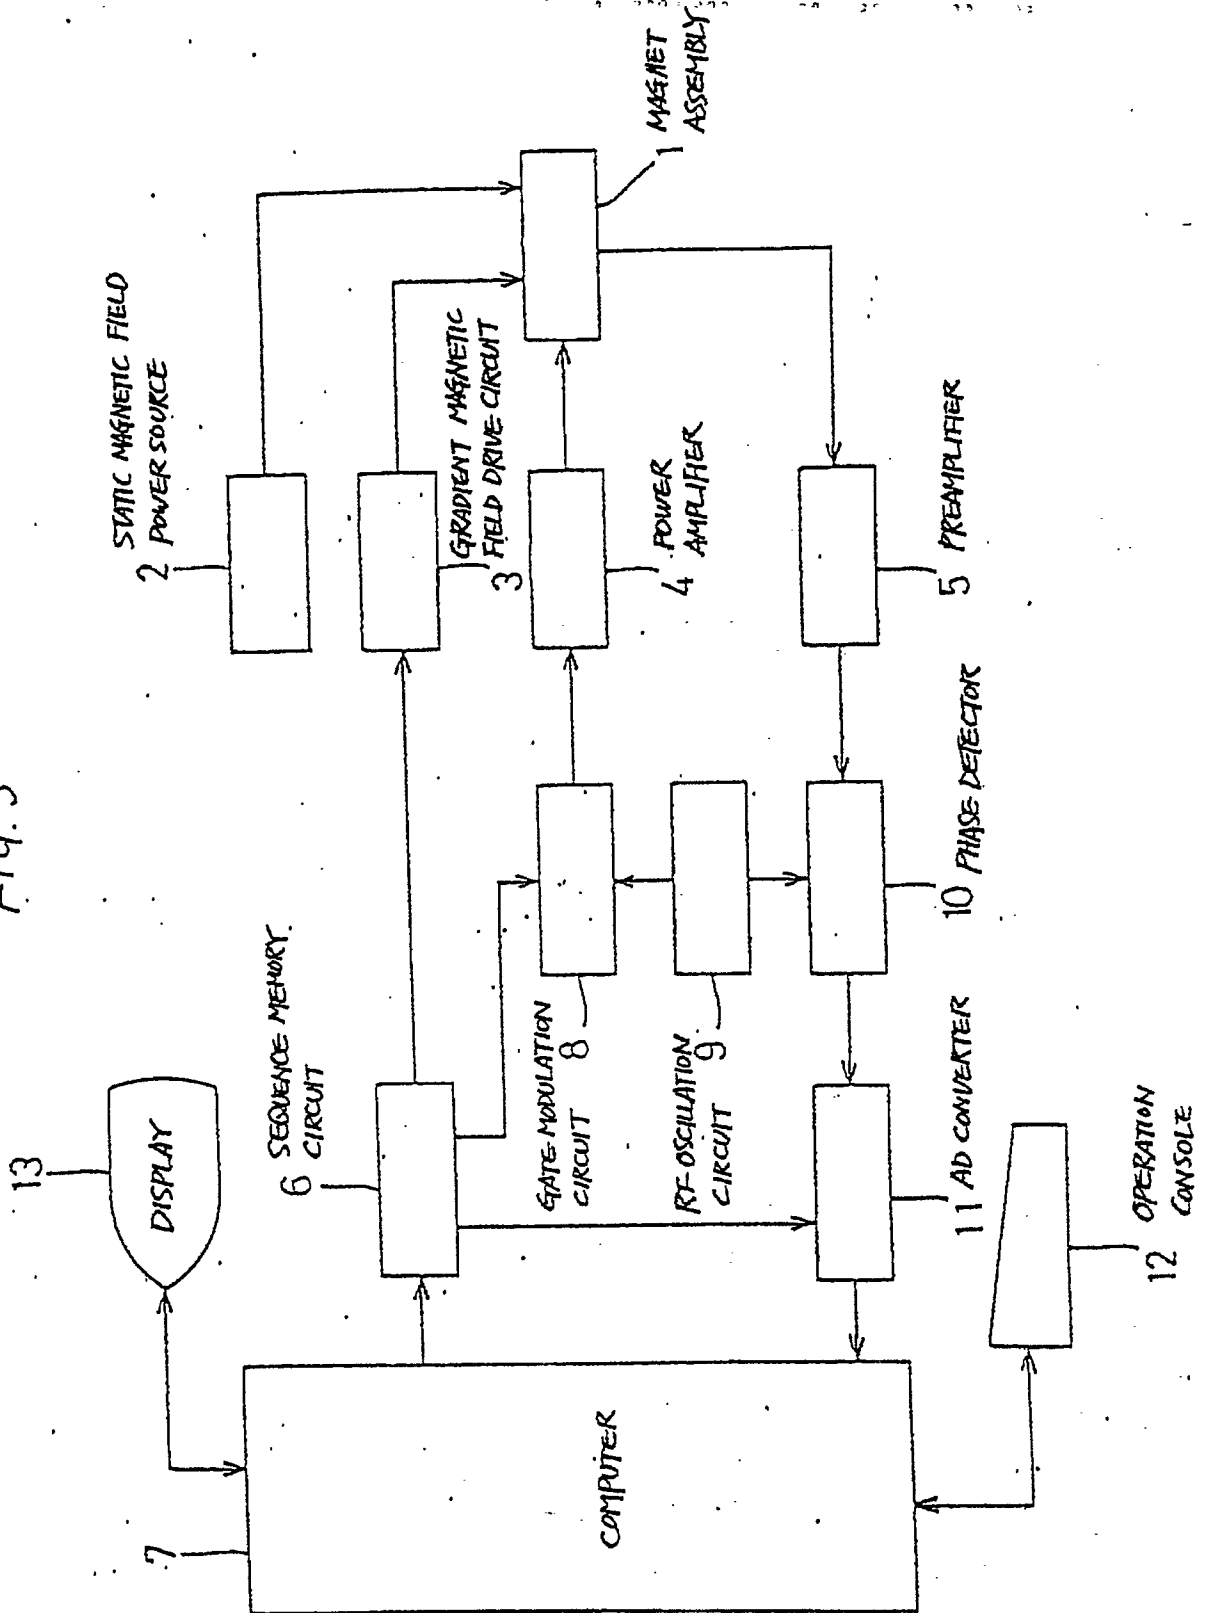 Fig.
13
DISPLAY
7
COMPUTER
2
STATIC MAGNETIC FIELD
POWER SOURCE
6
SEQUENCE MEMORY
CIRCUIT
3
GRADIENT MAGNETIC
FIELD DRIVE CIRCUIT
GATE MODULATION
CIRCUIT
8
4
POWER
AMPLIFIER
1
MAGNET
ASSEMBLY
RF OSCILLATION
CIRCUIT
9
11 AD CONVERTER
10 PHASE DETECTOR
5 PREAMPLIFIER
12
OPERATION
CONSOLE